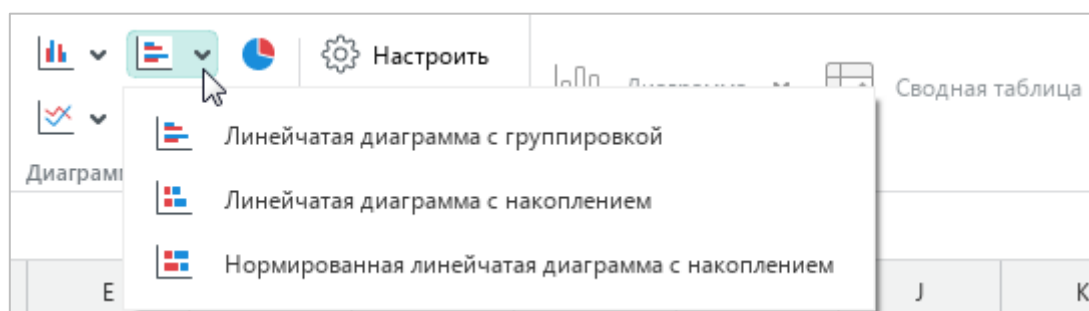 Настроить
Сводная таблица
Линейчатая диаграмма с группировкой
Линейчатая диаграмма с накоплением
Нормированная линейчатая диаграмма с накоплением
E
J
K